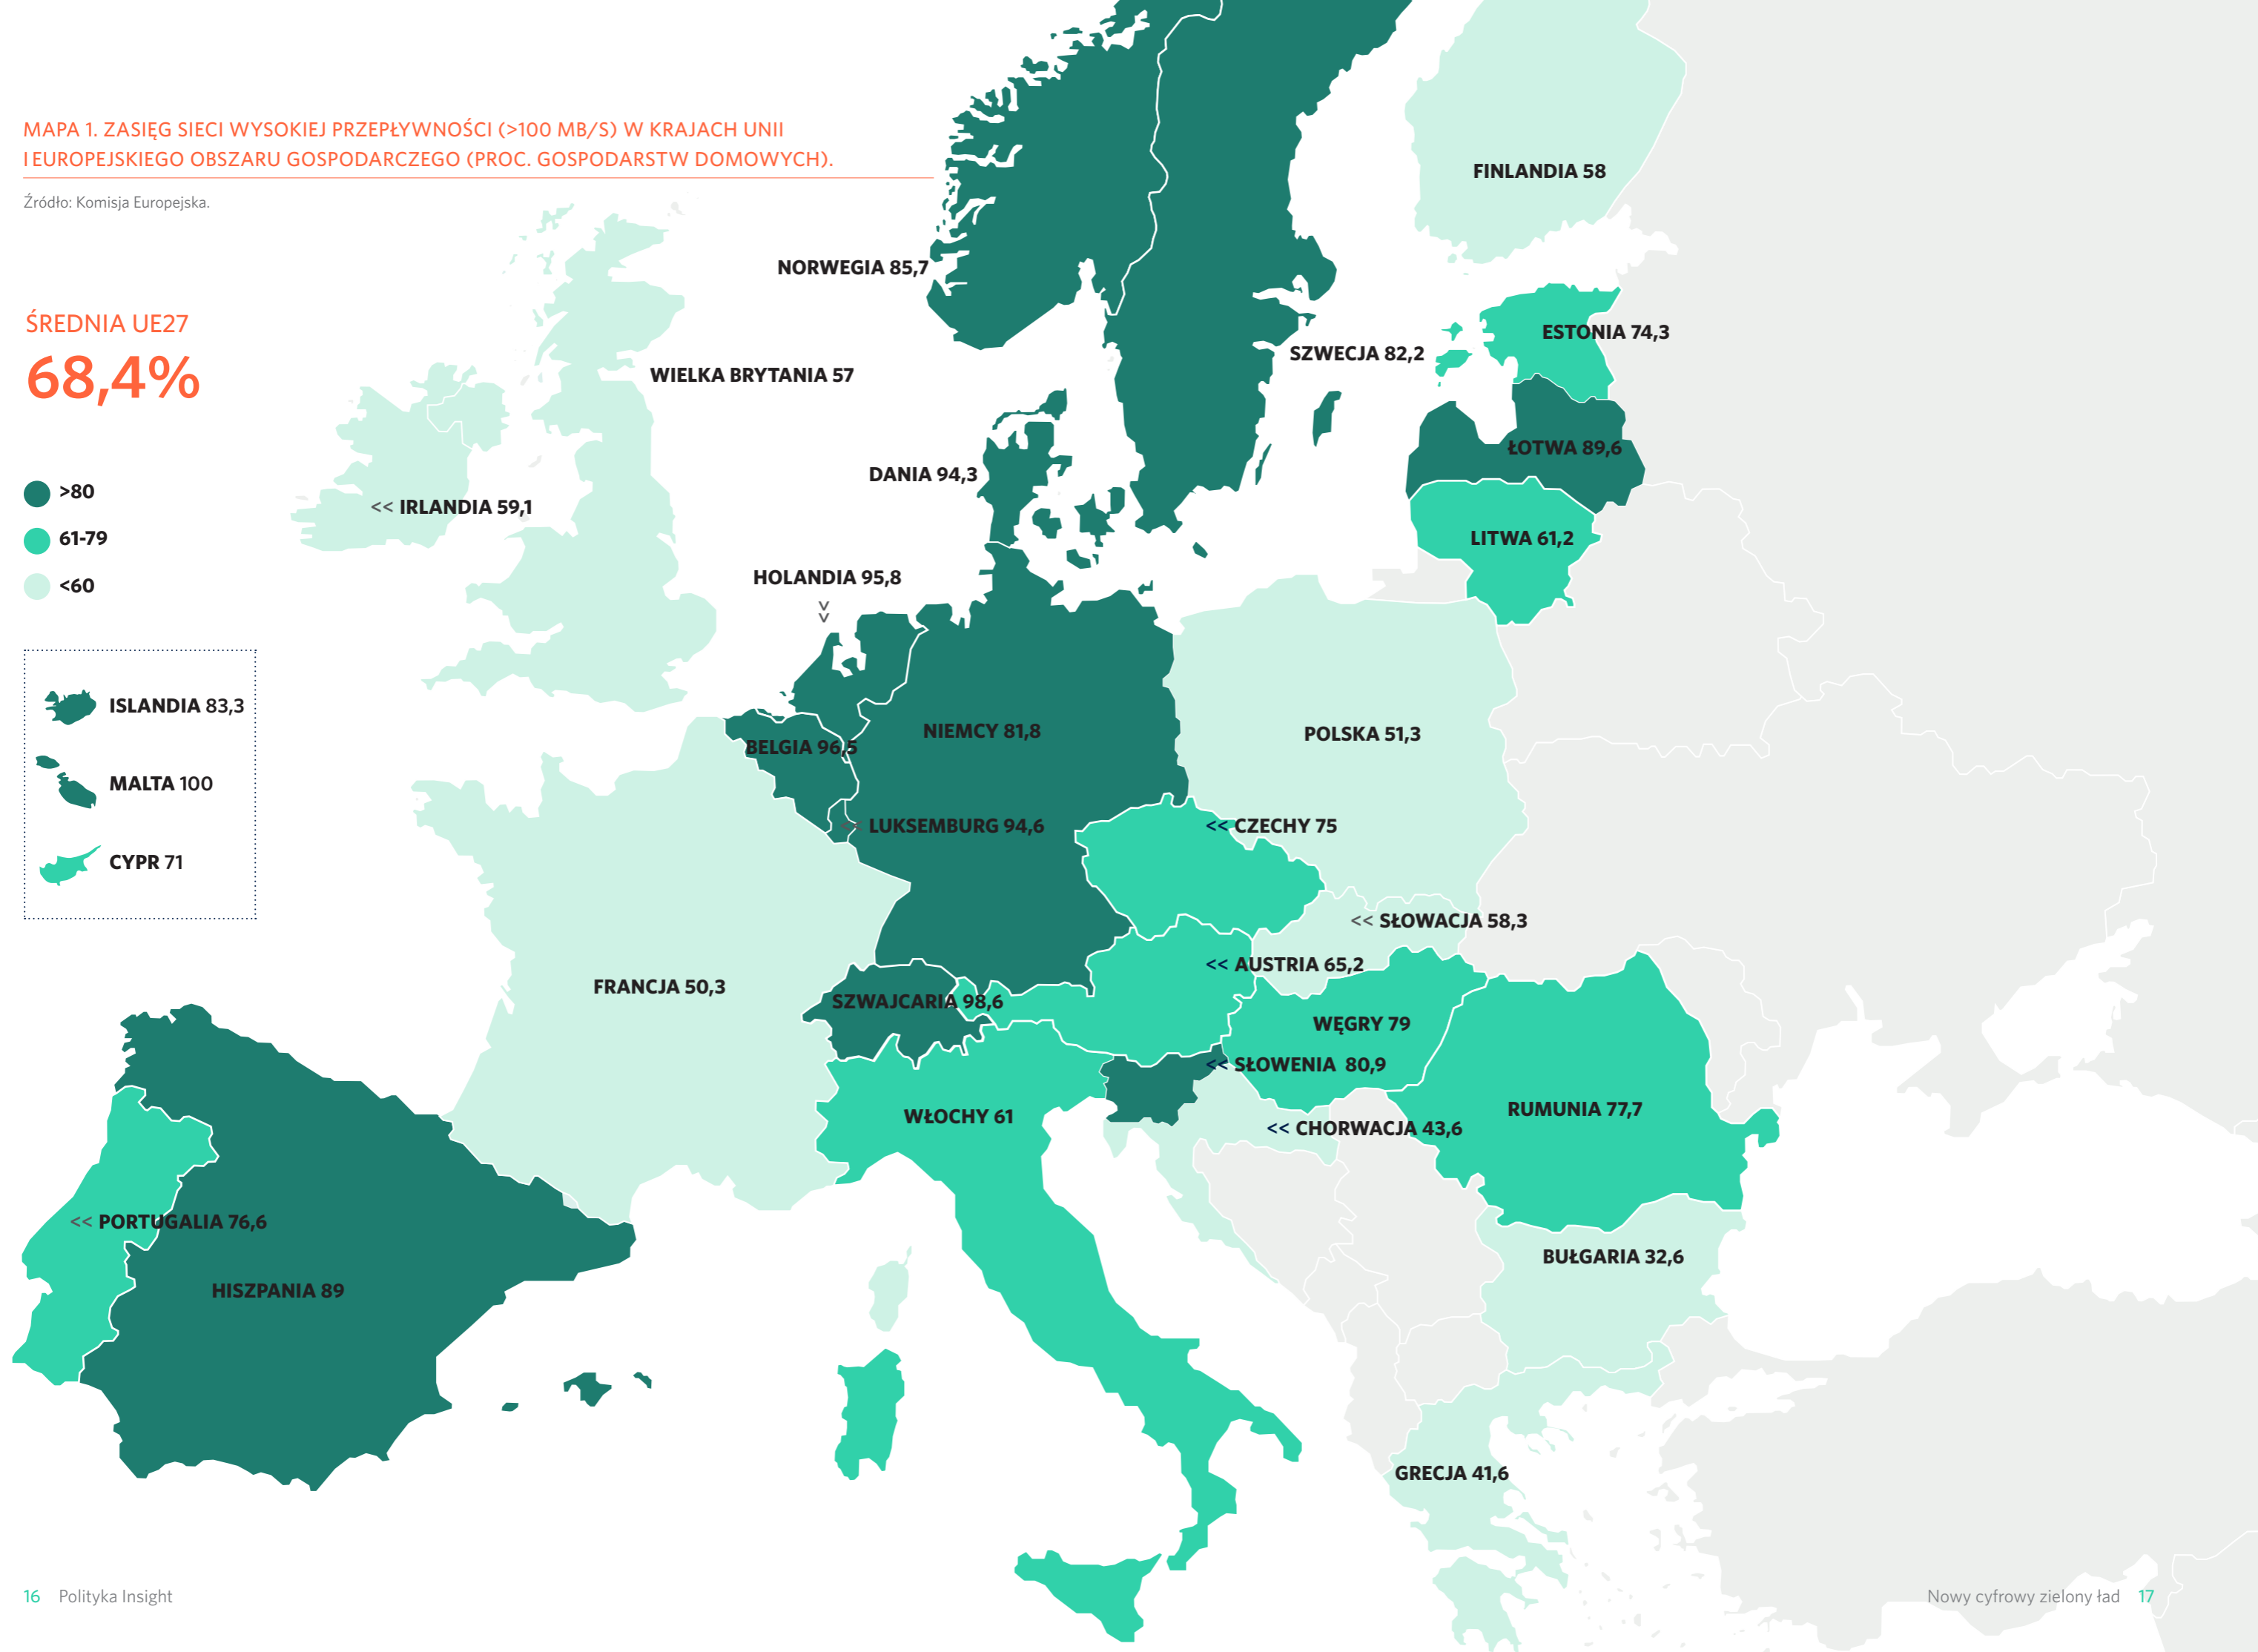 MAPA 1. ZASIĘG SIECI WYSOKIEJ PRZEPŁYWNOŚCI (>100 MB/S) W KRAJACH UNII
I EUROPEJSKIEGO OBSZARU GOSPODARCZEGO (PROC. GOSPODARSTW DOMOWYCH).
Źródło: Komisja Europejska.
ŚREDNIA UE27
68,4%
>80
61-79
<60
ISLANDIA 83,3
MALTA 100
CYPR 71
FINLANDIA 58
NORWEGIA 85,7
ESTONIA 74,3
SZWECJA 82,2
WIELKA BRYTANIA 57
ŁOTWA 89,6
DANIA 94,3
<< IRLANDIA 59,1
LITWA 61,2
HOLANDIA 95,8
>>
NIEMCY 81,8
POLSKA 51,3
BELGIA 96,5
<< LUKSEMBURG 94,6
<< CZECHY 75
<< SŁOWACJA 58,3
<< AUSTRIA 65,2
FRANCJA 50,3
SZWAJCARIA 98,6
WĘGRY 79
<< SŁOWENIA 80,9
RUMUNIA 77,7
WŁOCHY 61
<< CHORWACJA 43,6
<< PORTUGALIA 76,6
BUŁGARIA 32,6
HISZPANIA 89
GRECJA 41,6
16 Polityka Insight
Nowy cyfrowy zielony ład 17